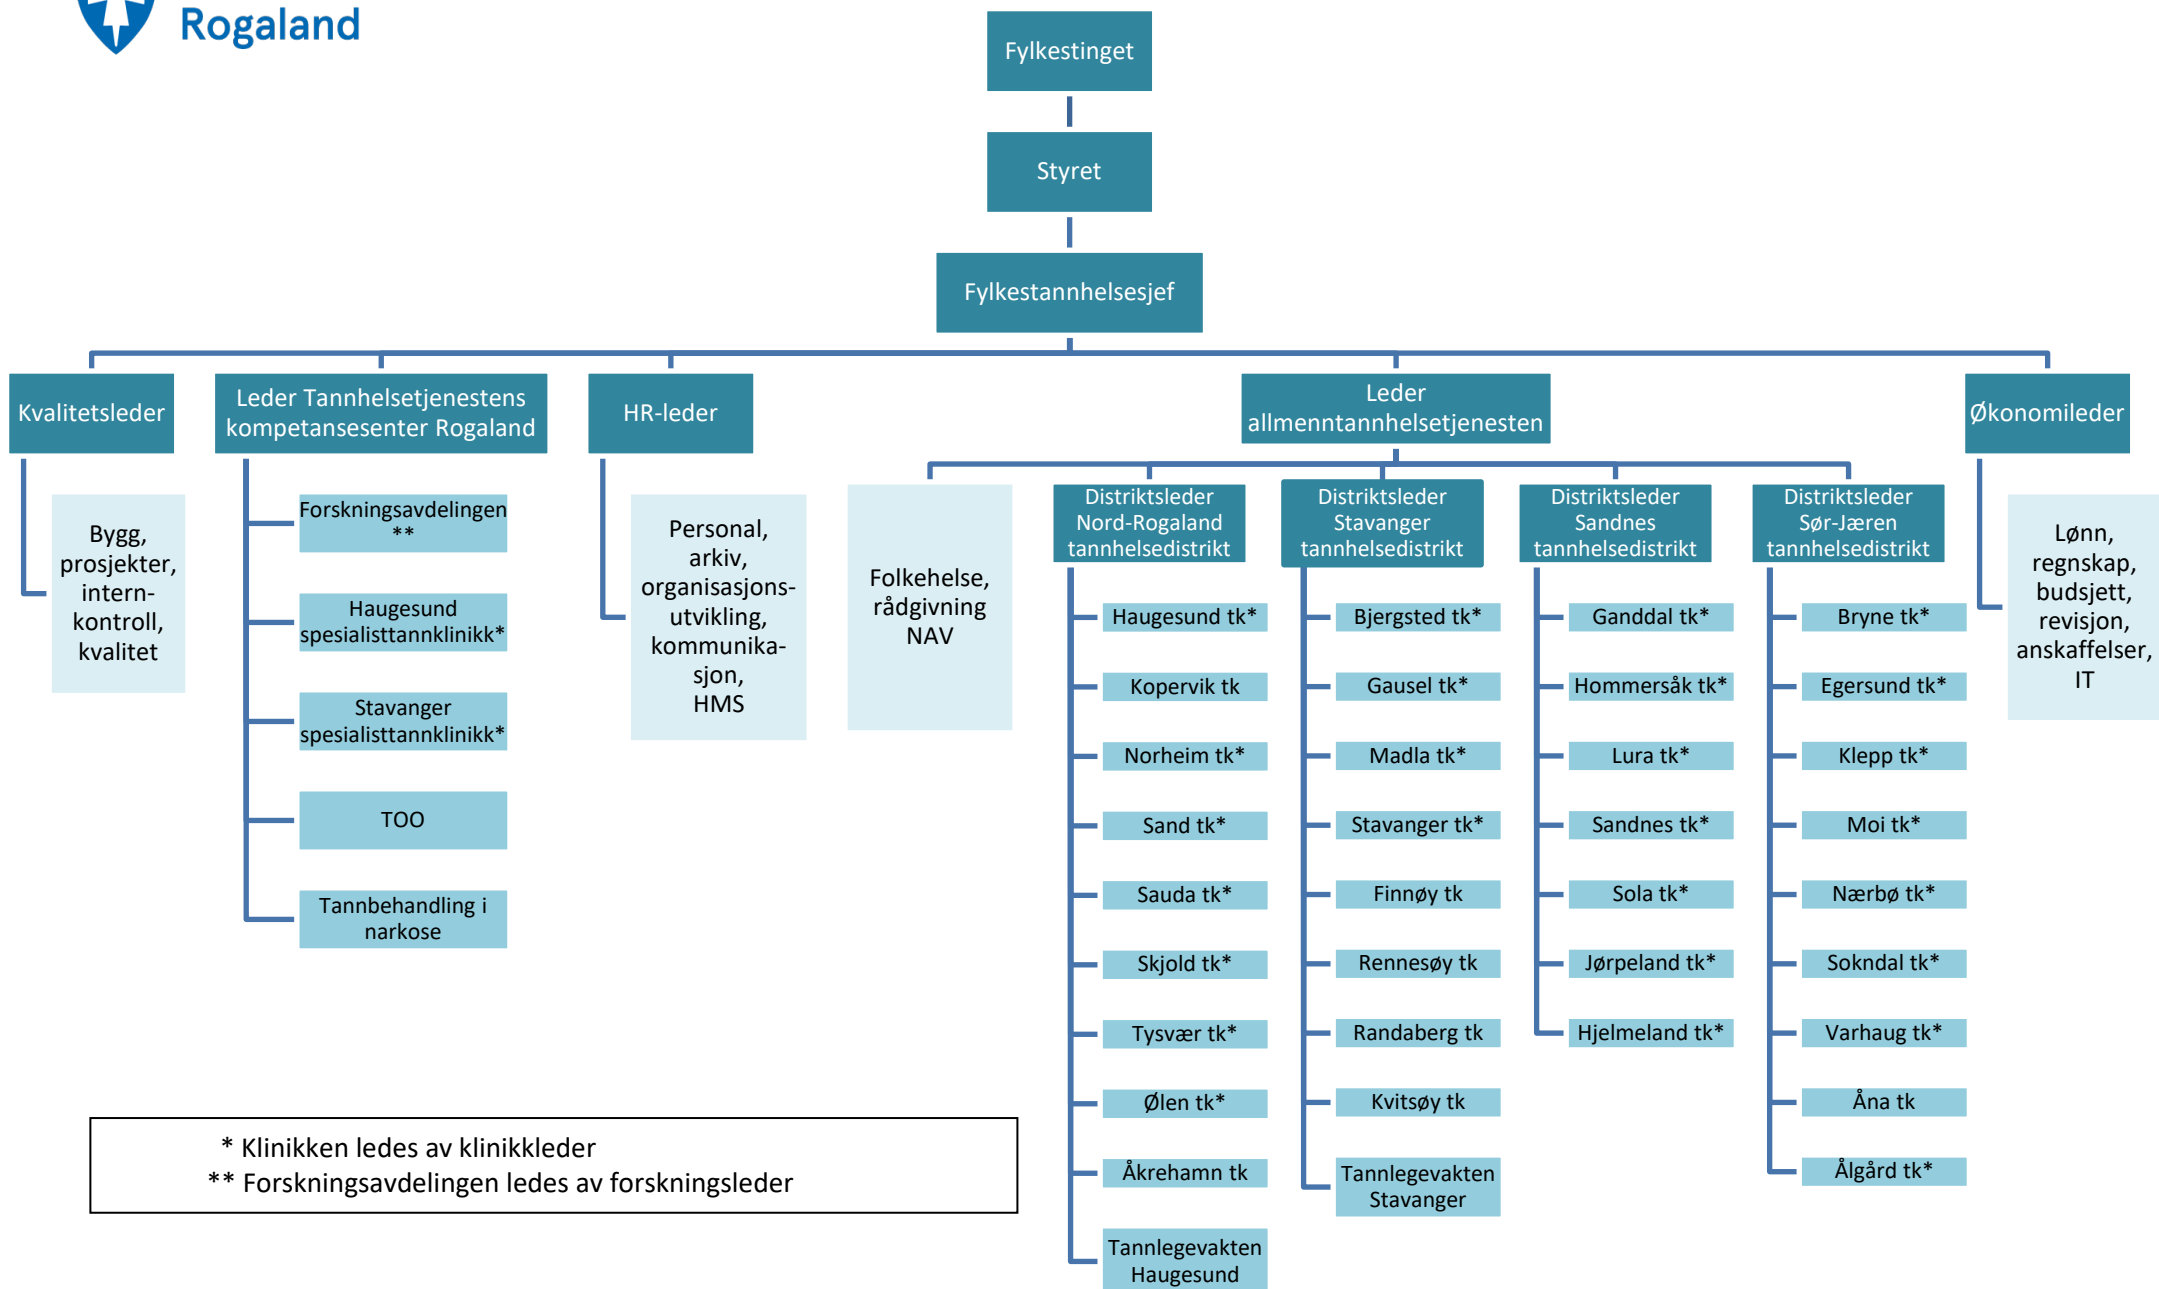 Rogaland
Fylkestinget
Styret
Fylkestannhelsesjef
Kvalitetsleder
Bygg,
prosjekter,
intern-
kontroll,
kvalitet
Leder Tannhelsetjenestens
kompetansesenter Rogaland
Forskningsavdelingen
**
Haugesund
spesialisttannklinikk*
Stavanger
spesialisttannklinikk*
TOO
Tannbehandling i
narkose
HR-leder
Personal,
arkiv,
organisasjons-
utvikling,
kommunika-
sjon,
HMS
Leder
allmenntannhelsetjenesten
Folkehelse,
rådgivning
NAV
Distriktsleder
Nord-Rogaland
tannhelsedistrikt
Haugesund tk*
Kopervik tk
Norheim tk*
Sand tk*
Sauda tk*
Skjold tk*
Tysvær tk*
Ølen tk*
Åkrehamn tk
Tannlegevakten
Haugesund
Distriktsleder
Stavanger
tannhelsedistrikt
Bjergsted tk*
Gausel tk*
Madla tk*
Stavanger tk*
Finnøy tk
Rennesøy tk
Randaberg tk
Kvitsøy tk
Tannlegevakten
Stavanger
Distriktsleder
Sandnes
tannhelsedistrikt
Ganddal tk*
Hommersåk tk*
Lura tk*
Sandnes tk*
Sola tk*
Jørpeland tk*
Hjelmeland tk*
Distriktsleder
Sør-Jæren
tannhelsedistrikt
Bryne tk*
Egersund tk*
Klepp tk*
Moi tk*
Nærbø tk*
Sokndal tk*
Varhaug tk*
Åna tk
Ålgård tk*
Økonomileder
Lønn,
regnskap,
budsjett,
revisjon,
anskaffelser,
IT
* Klinikken ledes av klinikkleder
** Forskningsavdelingen ledes av forskningsleder